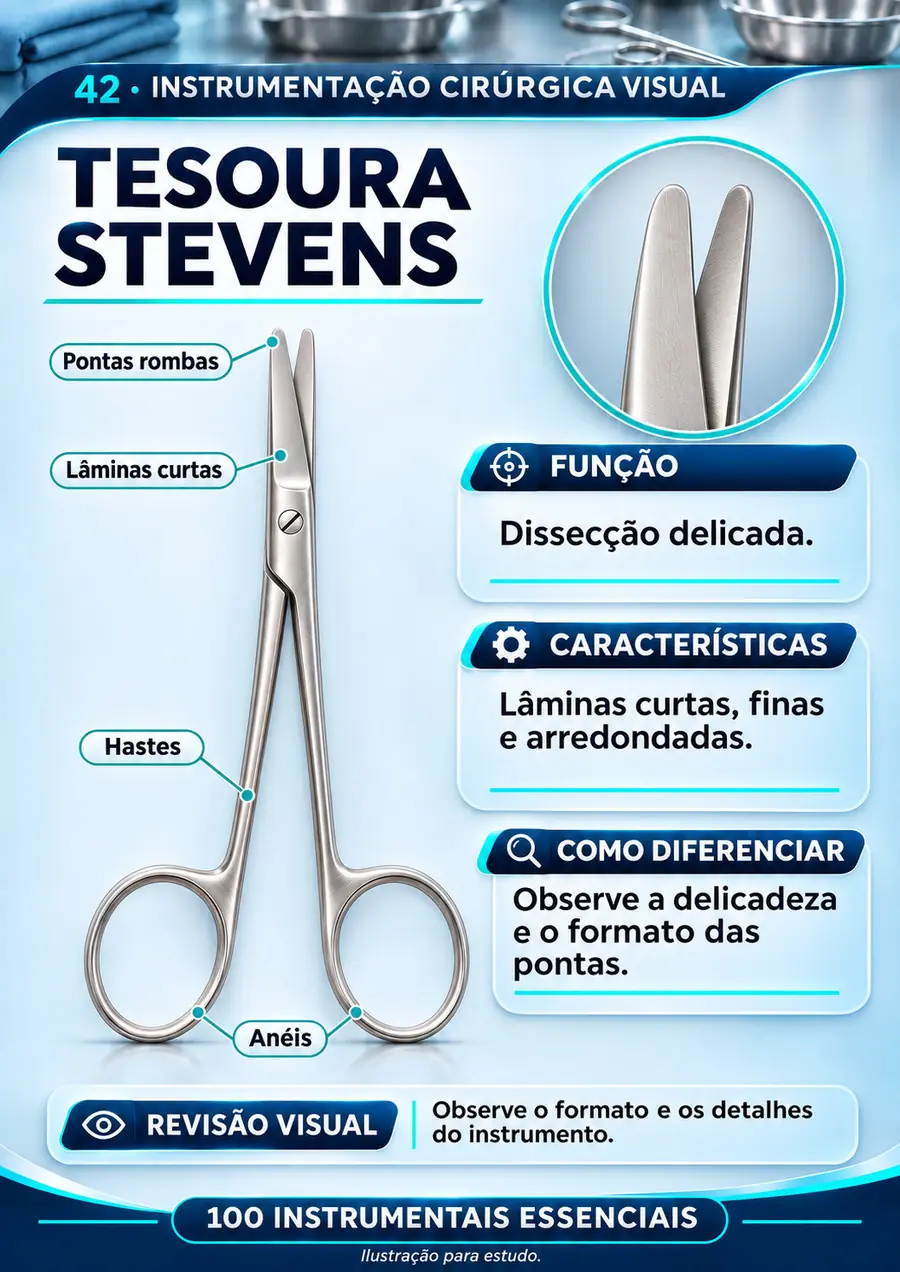 42 • INSTRUMENTAÇÃO CIRÚRGICA VISUAL
TESOURA
STEVENS
Pontas rombas
Lâminas curtas
Hastes
Anéis
FUNÇÃO
Dissecção delicada.
CARACTERÍSTICAS
Lâminas curtas, finas
e arredondadas.
COMO DIFERENCIAR
Observe a delicadeza
e o formato das
pontas.
REVISÃO VISUAL
Observe o formato e os detalhes
do instrumento.
100 INSTRUMENTAIS ESSENCIAIS
Ilustração para estudo.